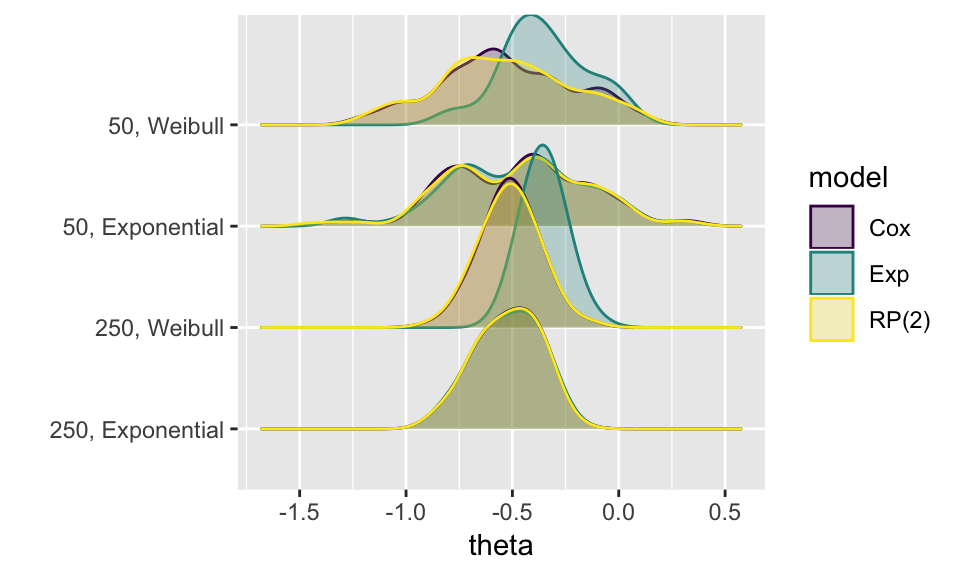 50, Weibull
50, Exponential
250, Weibull
250, Exponential
-1.5 -1.0 -0.5 0.0 0.5
theta
model
Cox
Exp
RP(2)